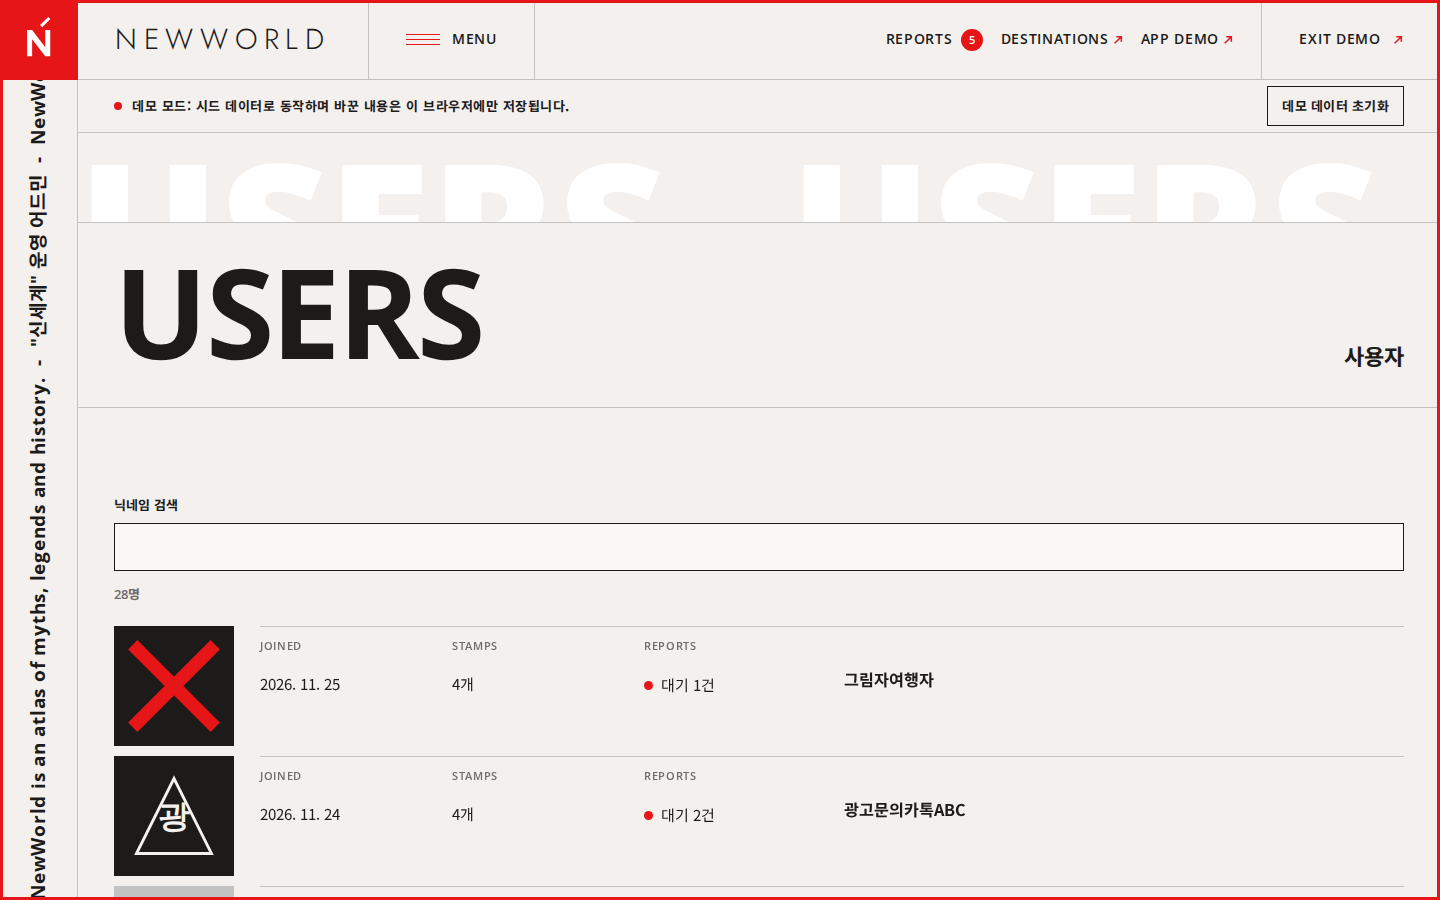 Ń
NEWWORLD
MENU
REPORTS 5
DESTINATIONS
APP DEMO
EXIT DEMO
데모 모드: 시드 데이터로 동작하며 바꾼 내용은 이 브라우저에만 저장됩니다.
데모 데이터 초기화
NewWorld is an atlas of myths, legends and history. - "신세계" 운영 어드민 - NewWo
USERS USERS
USERS
사용자
닉네임 검색
28명
JOINED STAMPS REPORTS
2026. 11. 25 4개 대기 1건 그림자여행자
JOINED STAMPS REPORTS
광
2026. 11. 24 4개 대기 2건 광고문의카톡ABC